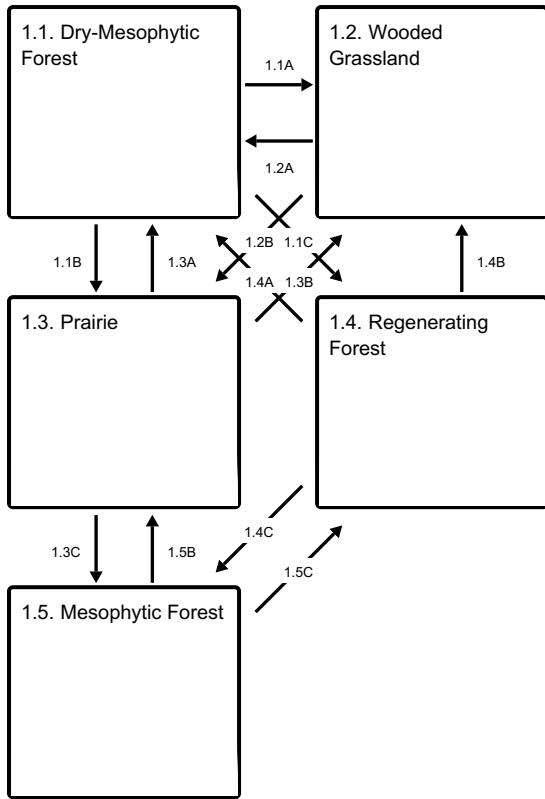 1.1. Dry-Mesophytic
Forest
1.2. Wooded
Grassland
1.1A
1.2A
1.1B
1.3A
1.2B
1.1C
1.4A
1.3B
1.4B
1.3. Prairie
1.4. Regenerating
Forest
1.3C
1.5B
1.4C
1.5C
1.5. Mesophytic Forest